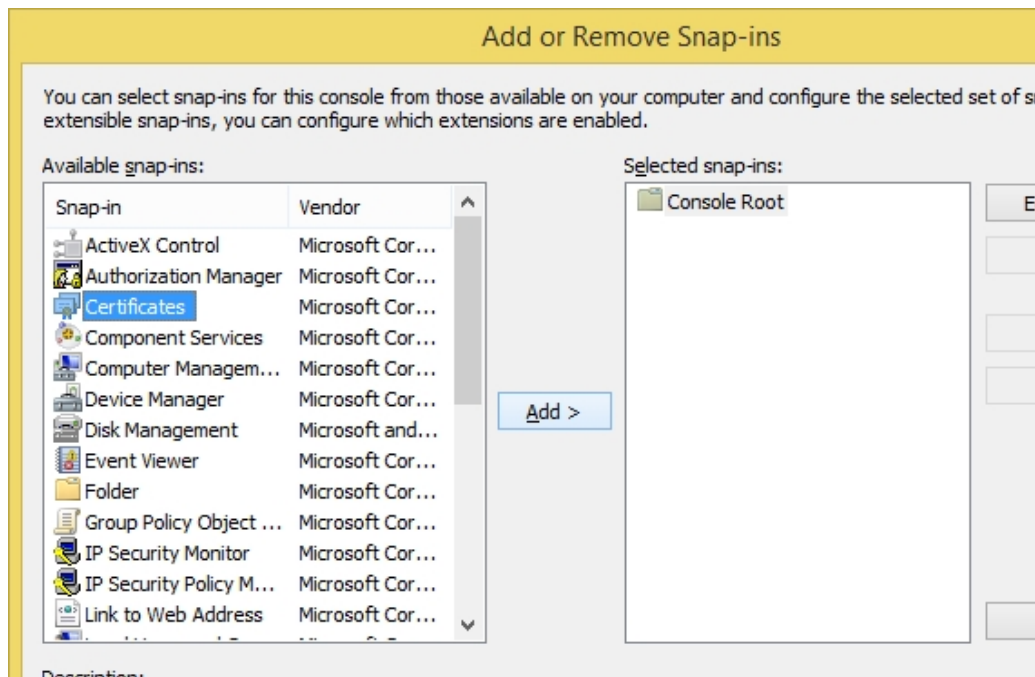 Add or Remove Snap-ins
You can select snap-ins for this console from those available on your computer and configure the selected set of
extensible snap-ins, you can configure which extensions are enabled.
Available snap-ins:
Selected snap-ins:
Snap-in Vendor
Console Root
ActiveX Control Microsoft Cor...
Authorization Manager Microsoft Cor...
Certificates Microsoft Cor...
Component Services Microsoft Cor...
Computer Managem... Microsoft Cor...
Device Manager Microsoft Cor...
Add >
Disk Management Microsoft and...
Event Viewer Microsoft Cor...
Folder Microsoft Cor...
Group Policy Object ... Microsoft Cor...
IP Security Monitor Microsoft Cor...
IP Security Policy M... Microsoft Cor...
Link to Web Address Microsoft Cor...
Description: